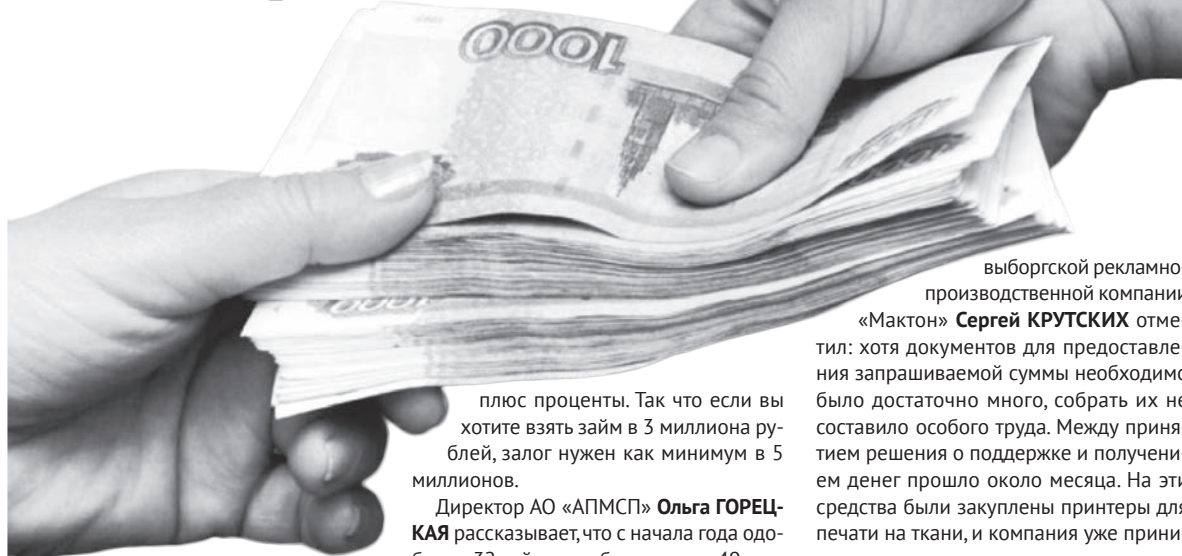 1000
1000
плюс проценты. Так что если вы
хотите взять займ в 3 миллиона ру-
блей, залог нужен как минимум в 5
миллионов.
Директор АО «АПМСП» Ольга ГОРЕЦ-
КАЯ рассказывает, что с начала года одо-
выборгской рекламно
производственной компании
«Мактон» Сергей КРУТСКИХ отме
тил: хотя документов для предоставле
ния запрашиваемой суммы необходимо
было достаточно много, собрать их не
составило особого труда. Между приня
тием решения о поддержке и получени
ем денег прошло около месяца. На эти
средства были закуплены принтеры для
печати на ткани, и компания уже прини